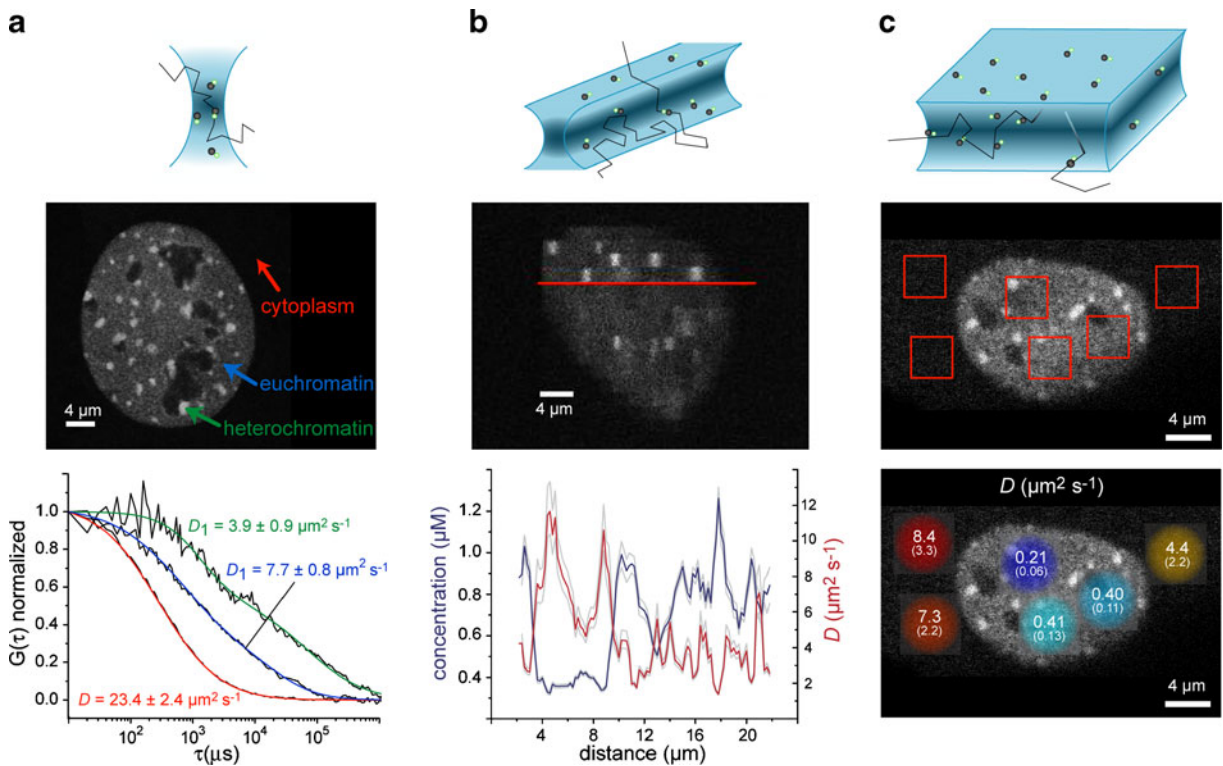 a
cytoplasm
euchromatin
heterochromatin
4 µm
G(τ) normalized
1.0
0.8
0.6
0.4
0.2
0.0
D₁ = 3.9 ± 0.9 µm² s⁻¹
D₁ = 7.7 ± 0.8 µm² s⁻¹
D = 23.4 ± 2.4 µm² s⁻¹
10² 10³ 10⁴ 10⁵
τ(µs)
b
4 µm
concentration (µM)
1.2
1.0
0.8
0.6
0.4
12
10
8
6
4
2
D (µm² s⁻¹)
4 8 12 16 20
distance (µm)
c
4 µm
D (µm² s⁻¹)
8.4
(3.3)
0.21
(0.06)
4.4
(2.2)
0.40
(0.11)
7.3
(2.2)
0.41
(0.13)
4 µm